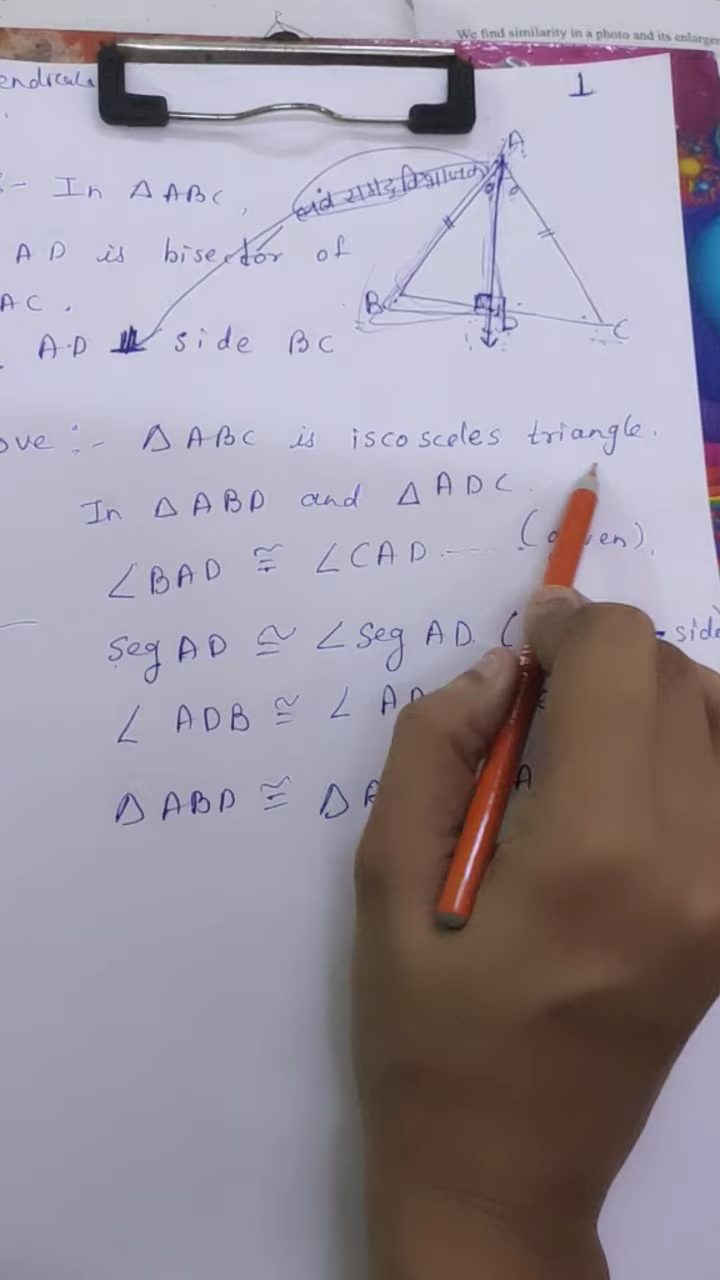 We find similarity in a photo and its enlarge
endicula
1
:- In △ABC,
AD is bisector of
AC.
AD side BC
A
B
D
C
ove :- △ABC is iscosceles triangle.
In △ABD and △ADC.
∠BAD ≅ ∠CAD .... (
seg AD ≅ ∠seg AD. ( side
∠ ADB ≅ ∠ AD
△ ABD ≅ △ A A